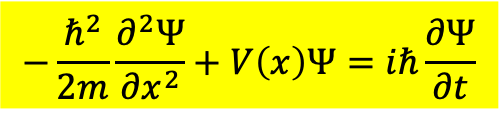 −ℏ²/2m ∂²Ψ/∂x² + V(x)Ψ = iℏ ∂Ψ/∂t